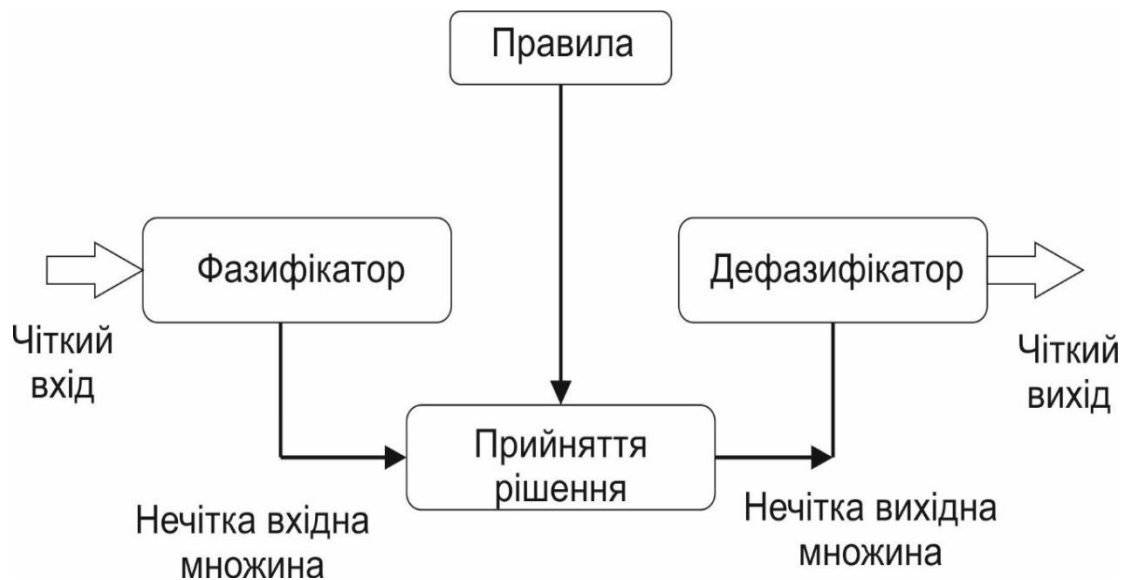 Правила
Фазифікатор
Дефазифікатор
Чіткий
вхід
Чіткий
вихід
Прийняття
рішення
Нечітка вхідна
множина
Нечітка вихідна
множина